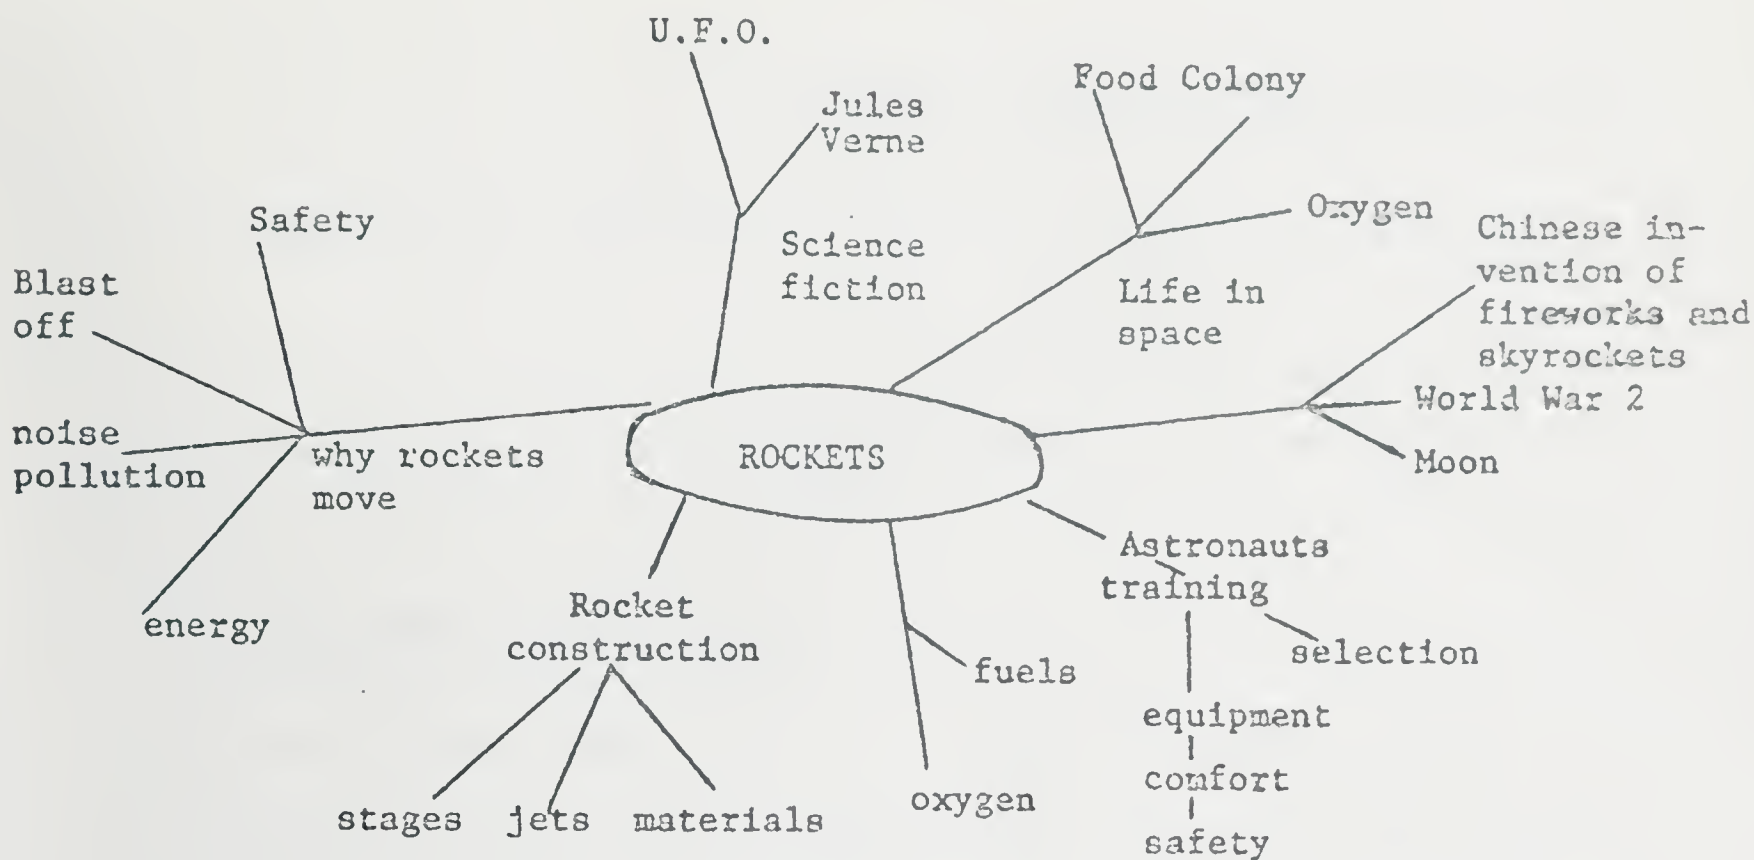 U.F.O.
Jules
Verne
Food Colony
Safety
Oxygen
Science
fiction
Chinese in-
vention of
fireworks and
skyrockets
Blast
off
Life in
space
World War 2
noise
pollution
why rockets
move
ROCKETS
Moon
Astronauts
training
selection
energy
Rocket
construction
fuels
equipment
comfort
safety
stages jets materials
oxygen